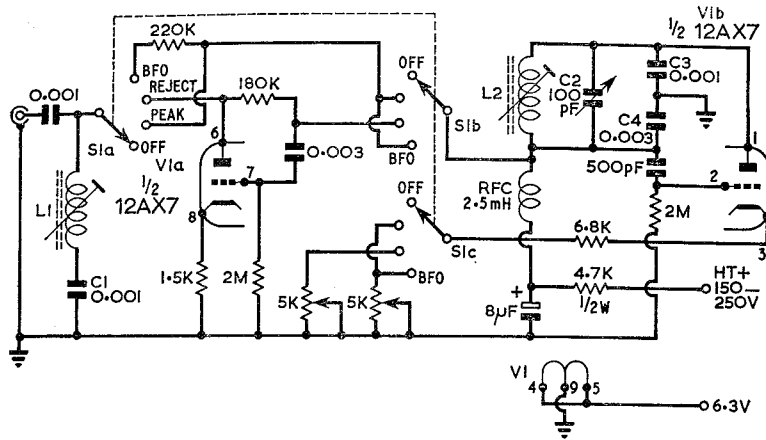 220K
BFO
REJECT
PEAK
OFF
0.001
S1a
180K
6
V1a
7
8
½
12AX7
0.003
L1
C1
0.001
1.5K
2M
5K
5K
OFF
S1b
BFO
OFF
S1c
BFO
V1b
½ 12AX7
L2
C2
100
PF
C3
0.001
C4
0.003
500pF
1
2
3
RFC
2.5mH
2M
6.8K
4.7K
½W
+
8µF
HT+
150–
250V
V1
4 9 5
6.3V